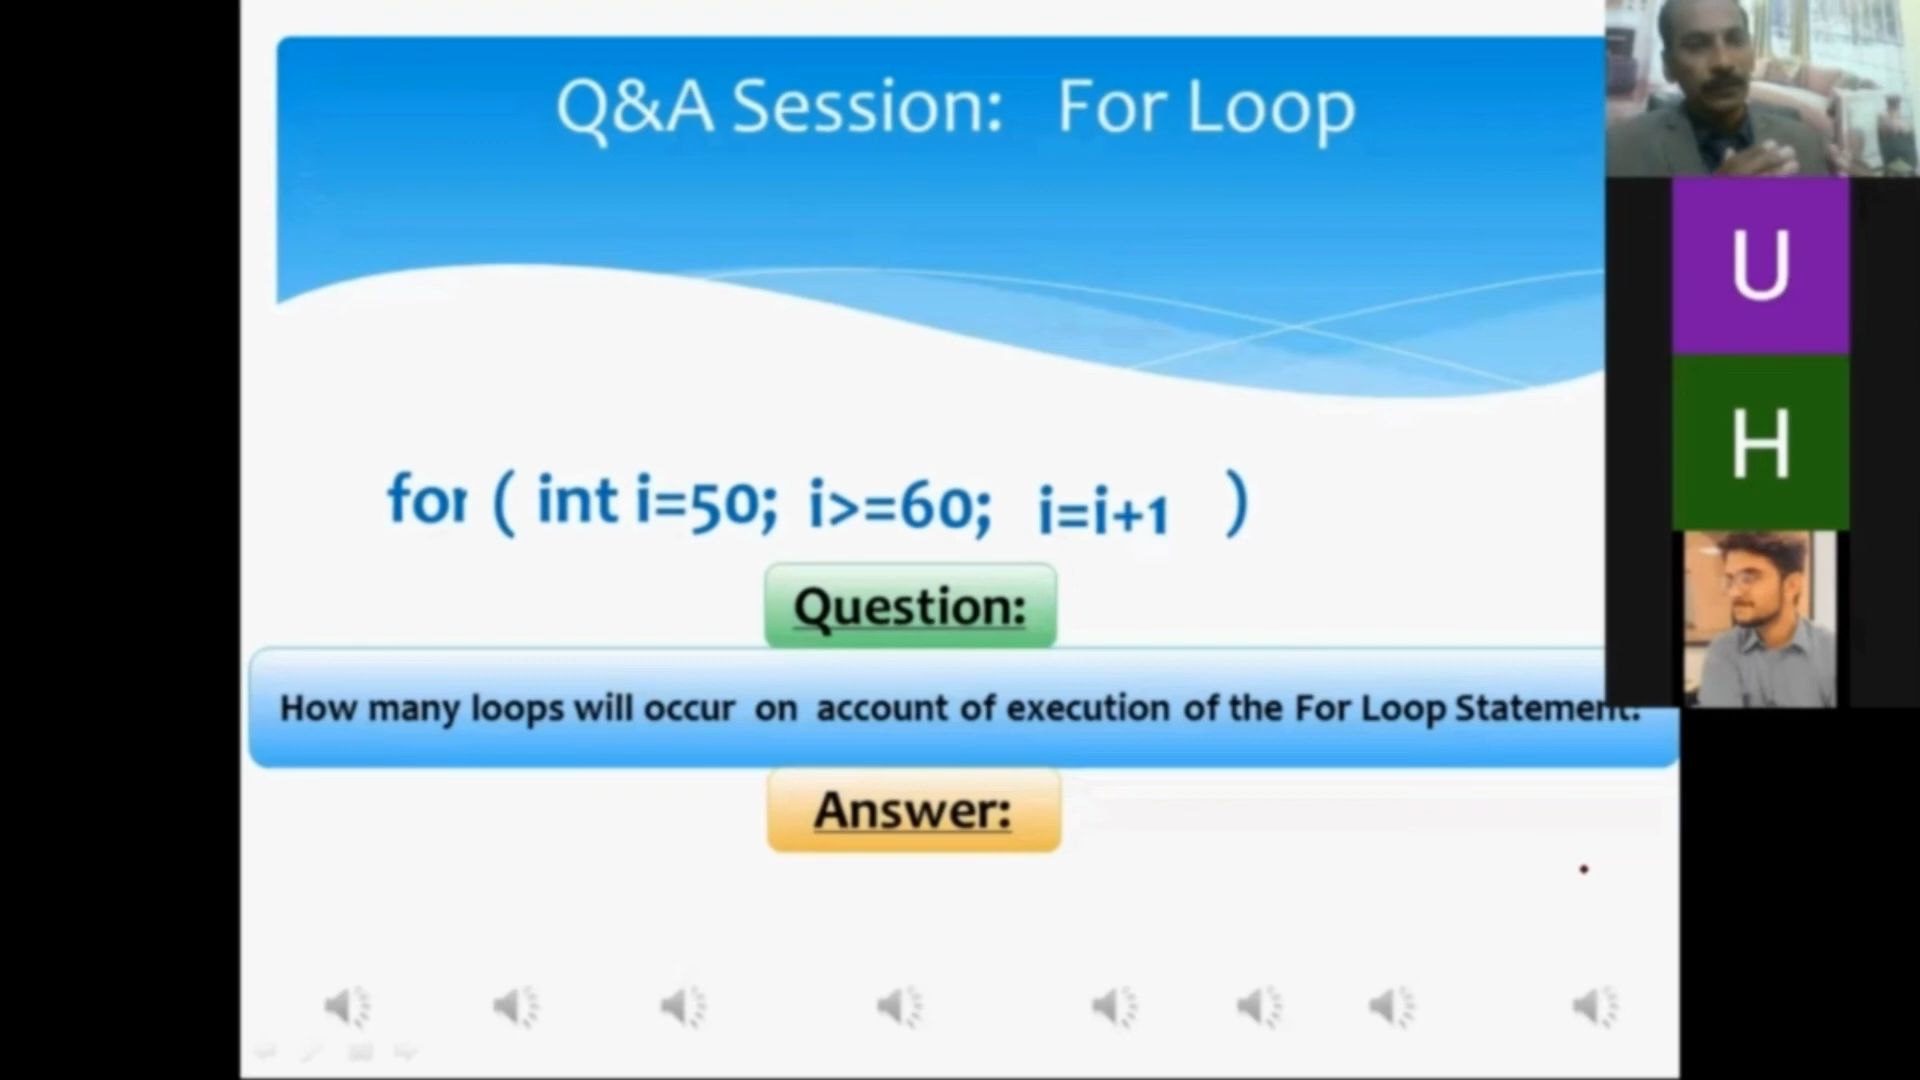 Q&A Session: For Loop
U
H
for ( int i=50; i>=60; i=i+1 )
Question:
How many loops will occur on account of execution of the For Loop Statement.
Answer: